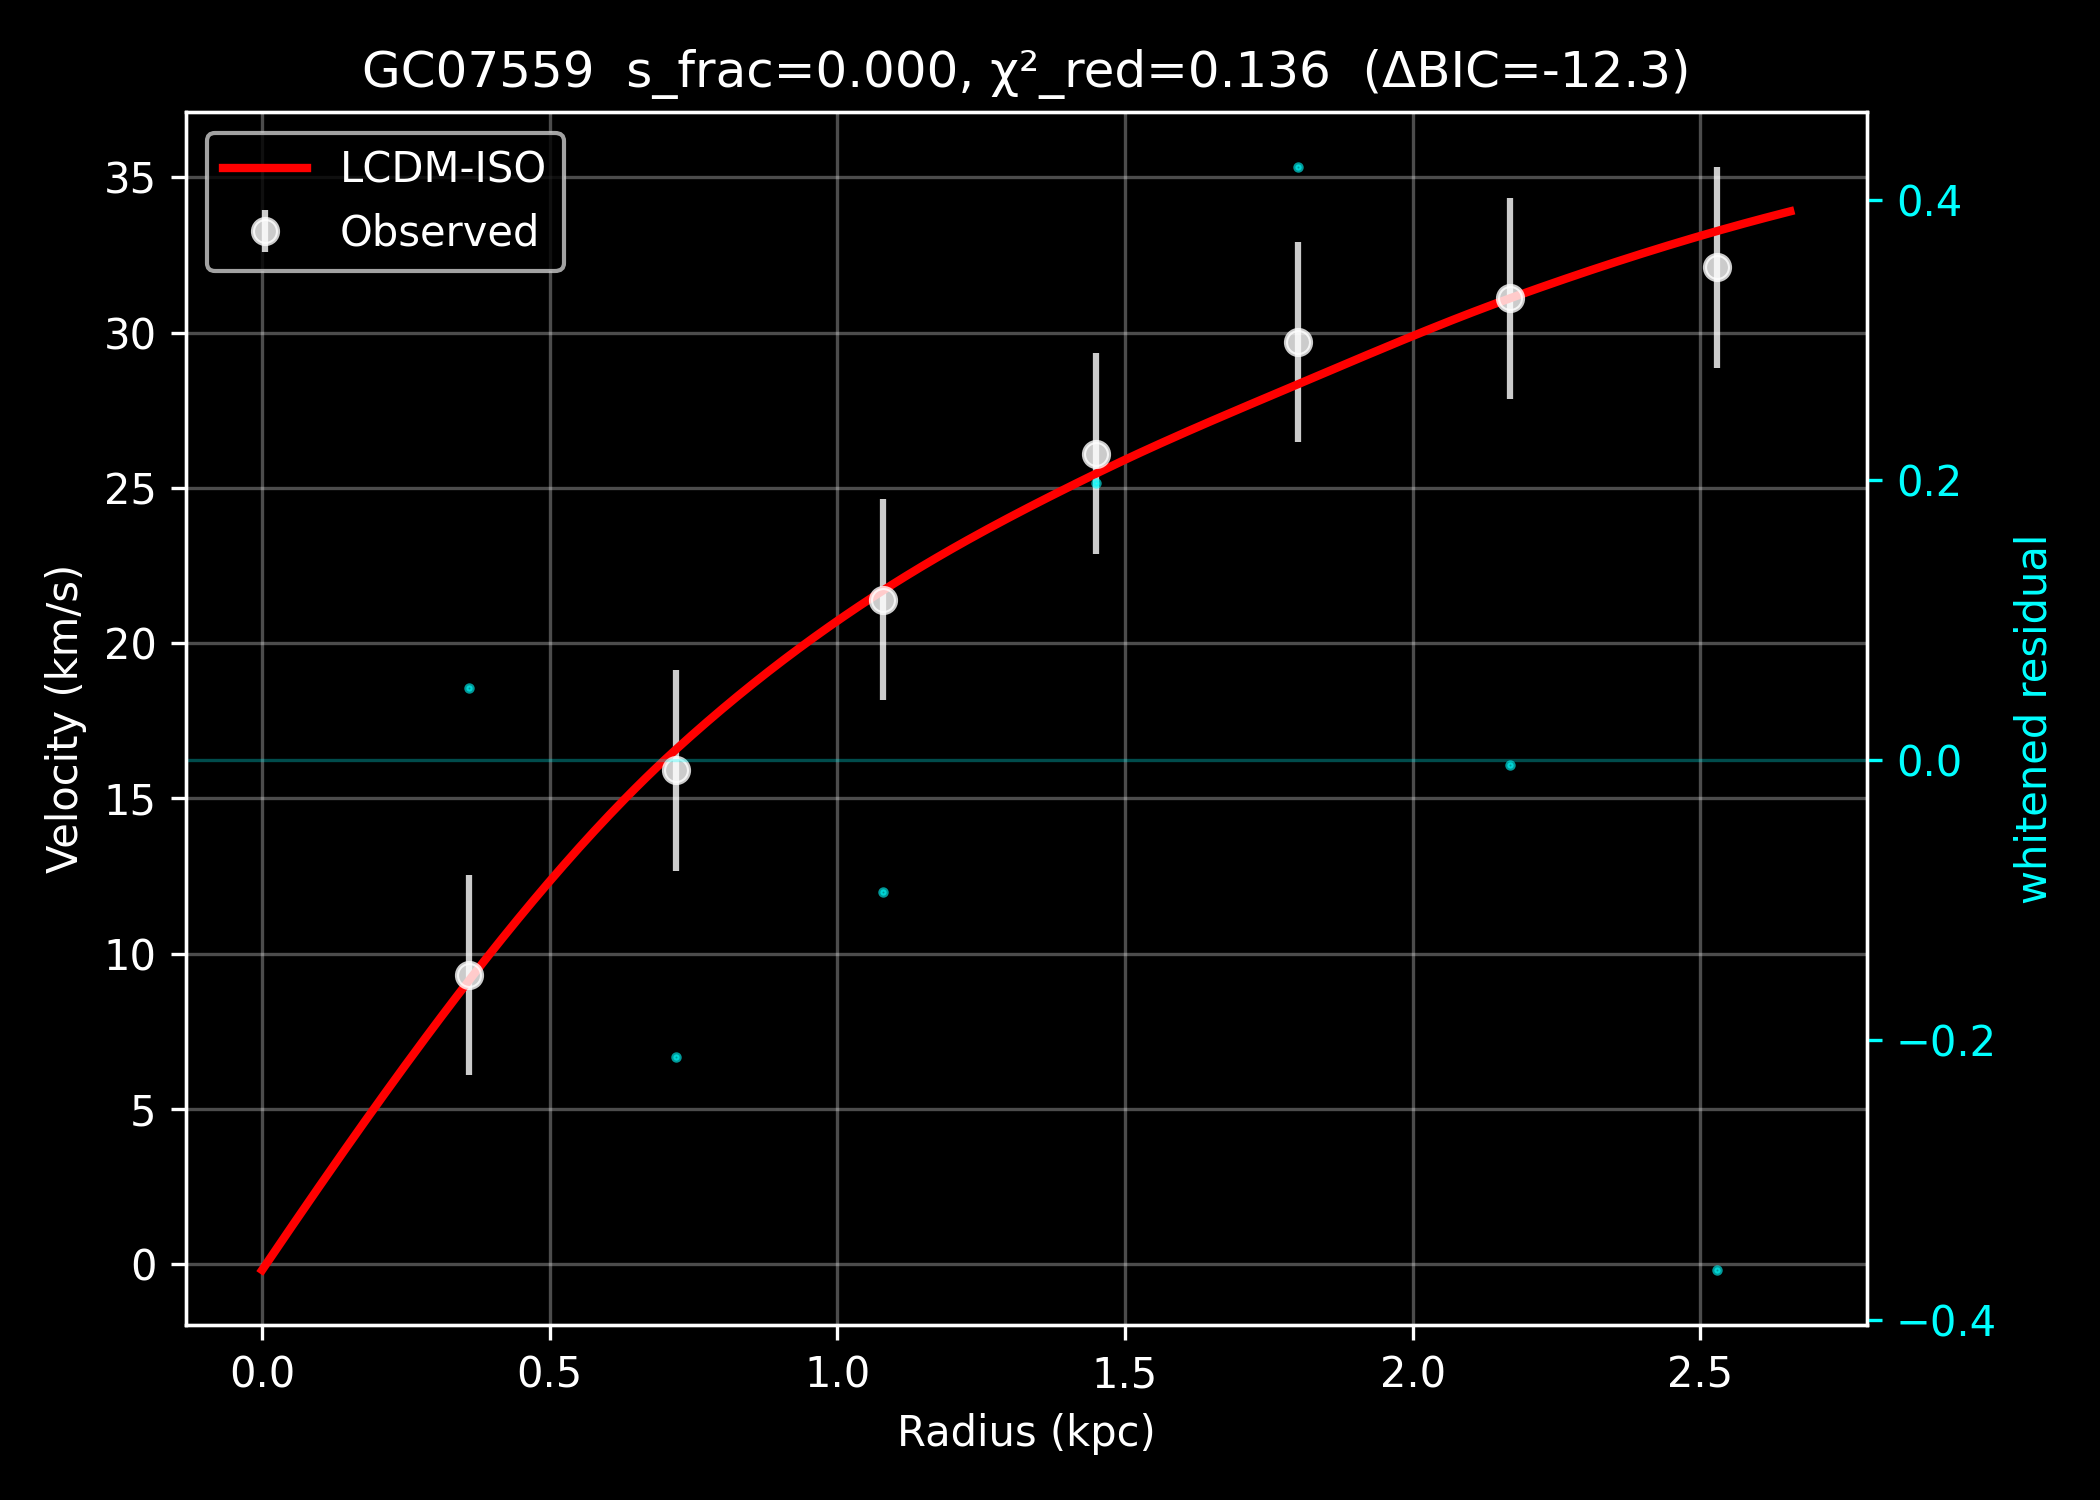 GC07559 s_frac=0.000, χ²_red=0.136 (ΔBIC=-12.3)
LCDM-ISO
Observed
35
30
25
20
15
10
5
0
Velocity (km/s)
0.4
0.2
0.0
−0.2
−0.4
whitened residual
0.0 0.5 1.0 1.5 2.0 2.5
Radius (kpc)